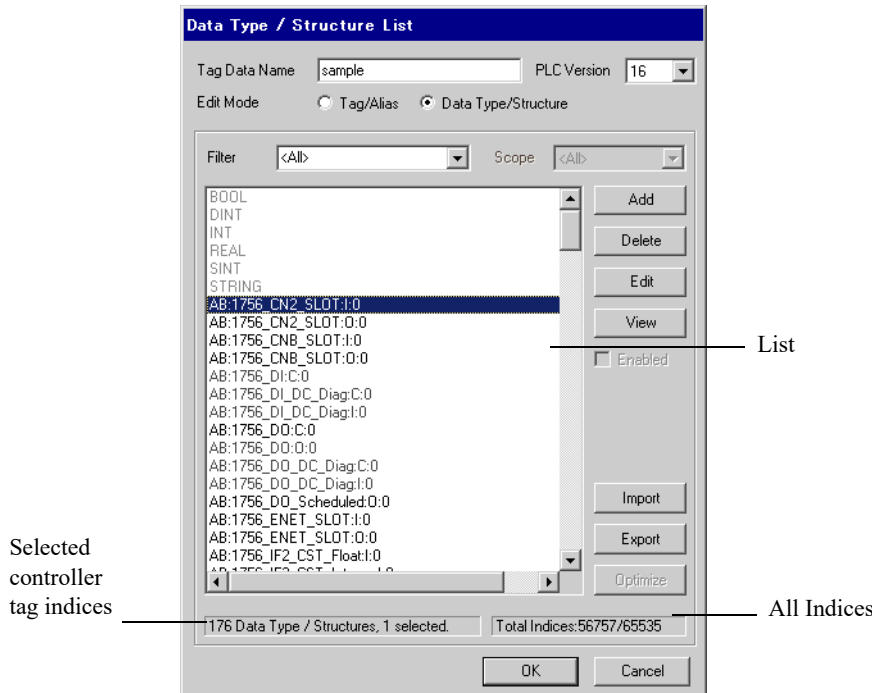 Data Type / Structure List
Tag Data Name sample PLC Version 16
Edit Mode Tag/Alias Data Type/Structure
Filter <All> Scope <All>
BOOL
DINT
INT
REAL
SINT
STRING
AB:1756_CN2_SLOT:I:0
AB:1756_CN2_SLOT:O:0
AB:1756_CNB_SLOT:I:0
AB:1756_CNB_SLOT:O:0
AB:1756_DI:C:0
AB:1756_DI_DC_Diag:C:0
AB:1756_DI_DC_Diag:I:0
AB:1756_DO:C:0
AB:1756_DO:O:0
AB:1756_DO_DC_Diag:C:0
AB:1756_DO_DC_Diag:I:0
AB:1756_DO_Scheduled:O:0
AB:1756_ENET_SLOT:I:0
AB:1756_ENET_SLOT:O:0
AB:1756_IF2_CST_Float:I:0
Add
Delete
Edit
View
Enabled
List
Import
Export
Optimize
Selected
controller
tag indices
176 Data Type / Structures, 1 selected. Total Indices:56757/65535
All Indices
OK Cancel